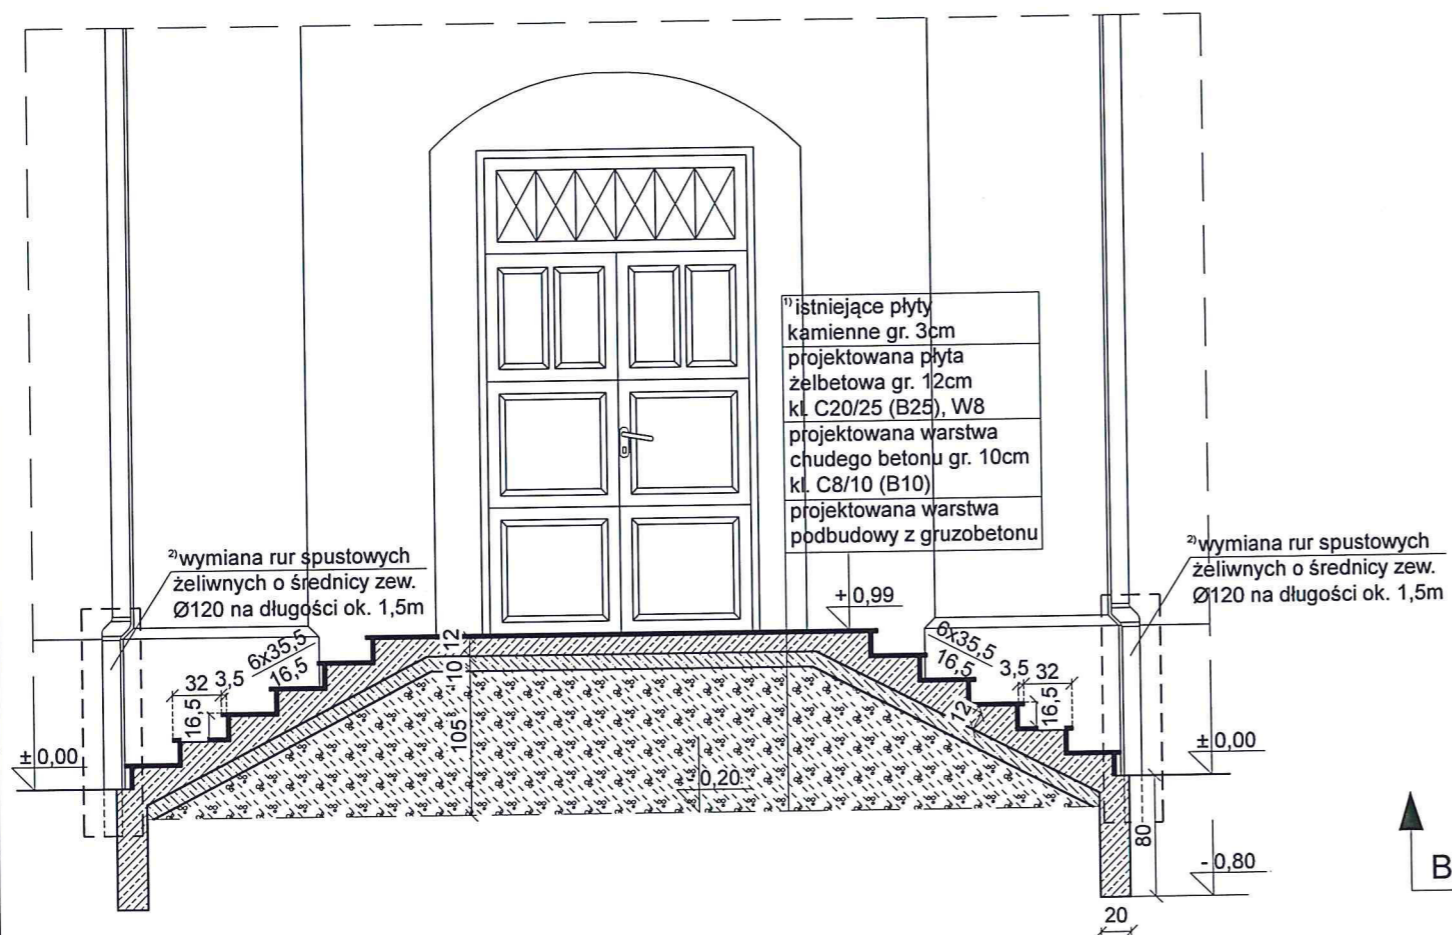 ¹⁾istniejące płyty
kamienne gr. 3cm
projektowana płyta
żelbetowa gr. 12cm
kl. C20/25 (B25), W8
projektowana warstwa
chudego betonu gr. 10cm
kl. C8/10 (B10)
projektowana warstwa
podbudowy z gruzobetonu
²⁾wymiana rur spustowych
żeliwnych o średnicy zew.
Ø120 na długości ok. 1,5m
²⁾wymiana rur spustowych
żeliwnych o średnicy zew.
Ø120 na długości ok. 1,5m
+0,99
6x35,5
16,5
32 3,5
16,5
12
10
105
6x35,5
16,5
3,5 32
16,5
12
±0,00
±0,00
-0,20
80
-0,80
20
B